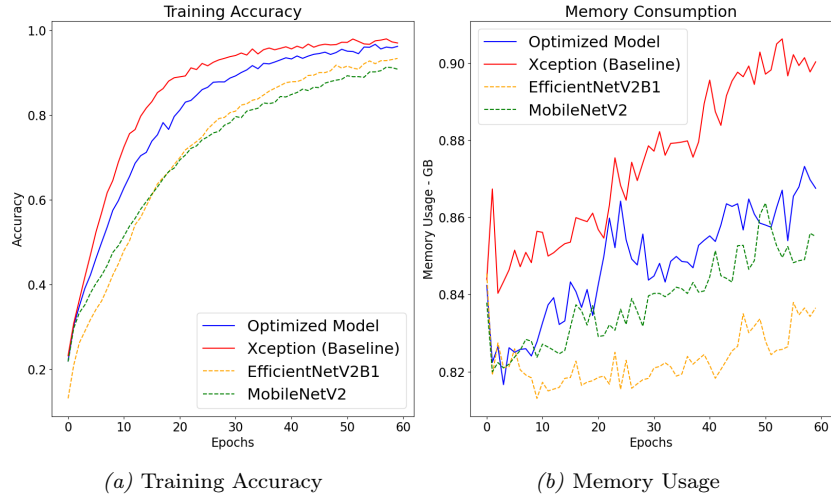 Training Accuracy
1.0
0.8
0.6
0.4
0.2
Accuracy
0 10 20 30 40 50 60
Epochs
Optimized Model
Xception (Baseline)
EfficientNetV2B1
MobileNetV2
(a) Training Accuracy
Memory Consumption
0.90
0.88
0.86
0.84
0.82
Memory Usage - GB
0 10 20 30 40 50 60
Epochs
Optimized Model
Xception (Baseline)
EfficientNetV2B1
MobileNetV2
(b) Memory Usage